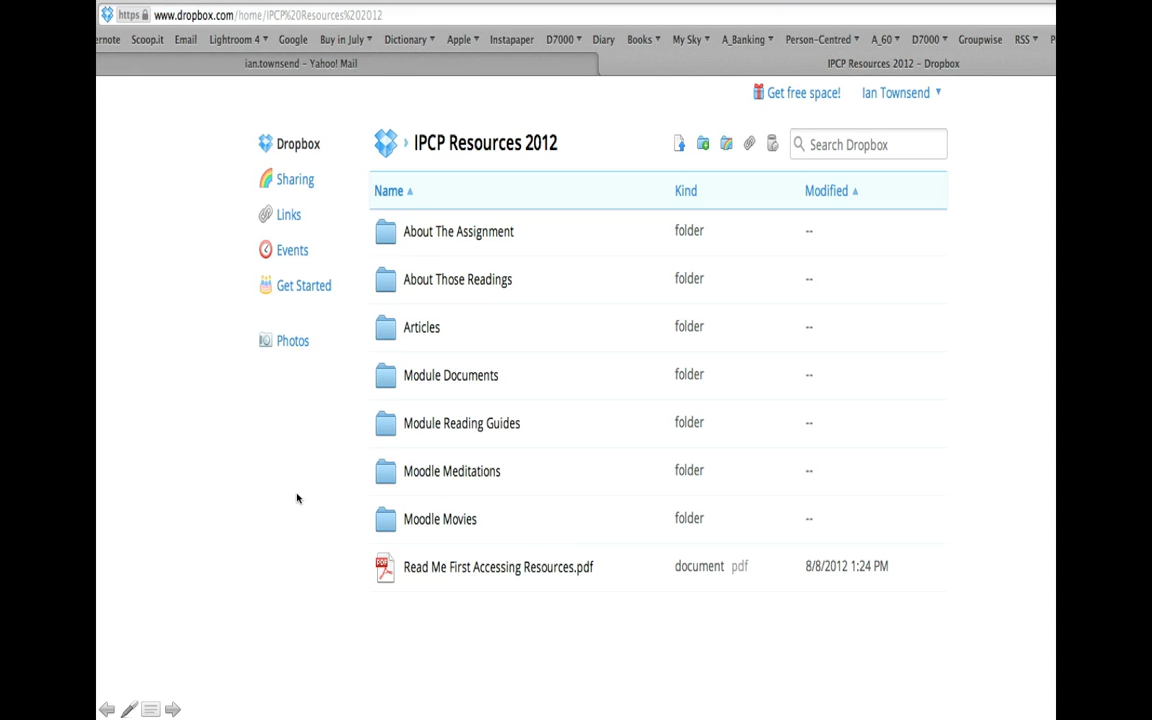 https www.dropbox.com/home/IPCP%20Resources%202012
ernote Scoop.it Email Lightroom 4 Google Buy in July Dictionary Apple Instapaper D7000 Diary Books My Sky A_Banking Person-Centred A_60 D7000 Groupwise RSS P
ian.townsend – Yahoo! Mail IPCP Resources 2012 – Dropbox
Get free space! Ian Townsend
Dropbox › IPCP Resources 2012 Search Dropbox
Sharing Name Kind Modified
Links About The Assignment folder --
Events About Those Readings folder --
Get Started
Articles folder --
Photos
Module Documents folder --
Module Reading Guides folder --
Moodle Meditations folder --
Moodle Movies folder --
PDF Read Me First Accessing Resources.pdf document pdf 8/8/2012 1:24 PM